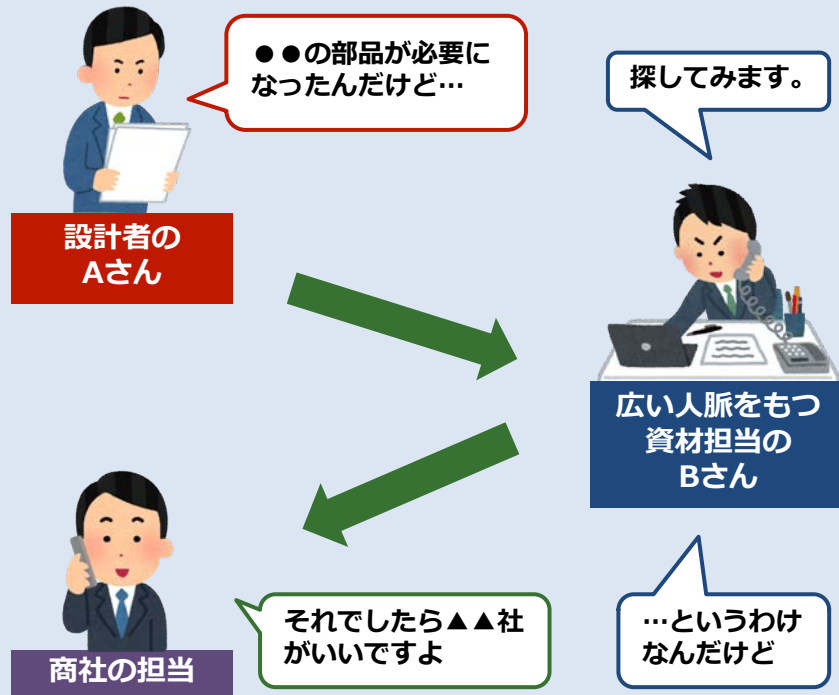 ●●の部品が必要に
なったんだけど…
探してみます。
設計者の
Aさん
広い人脈をもつ
資材担当の
Bさん
…というわけ
なんだけど
それでしたら▲▲社
がいいですよ
商社の担当